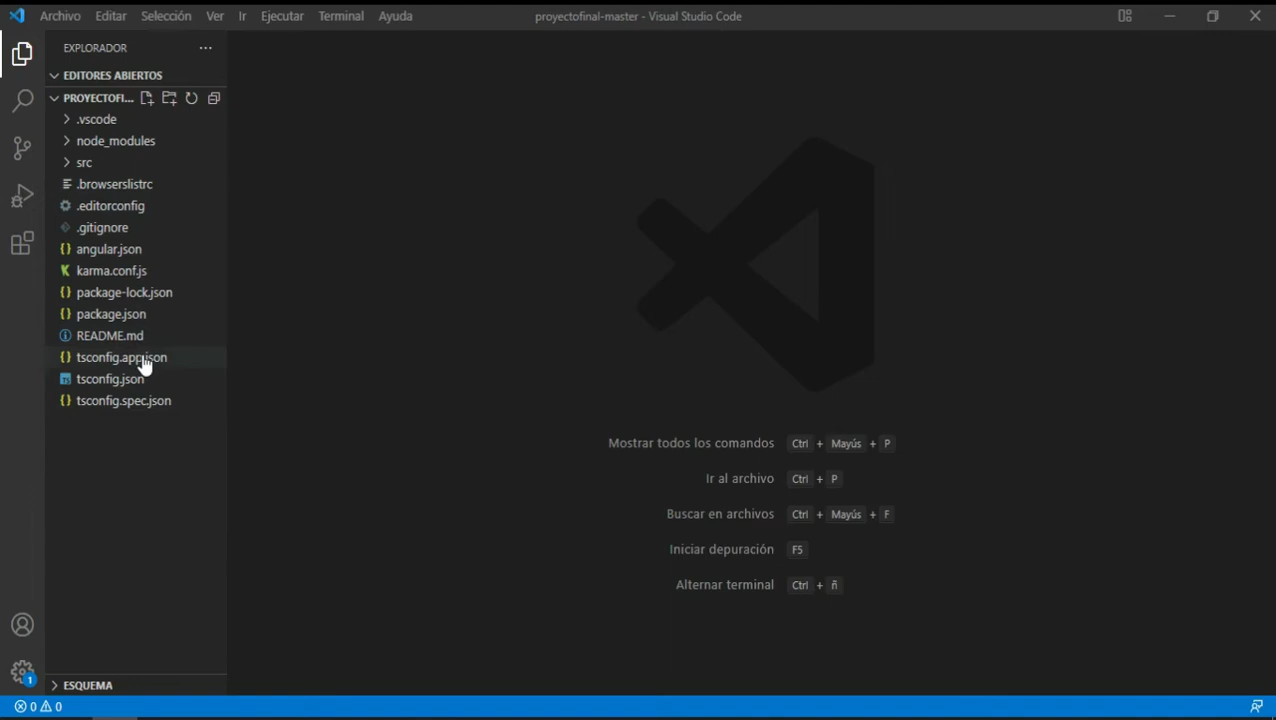 Archivo Editar Selección Ver Ir Ejecutar Terminal Ayuda proyectofinal-master - Visual Studio Code
EXPLORADOR
EDITORES ABIERTOS
PROYECTOFI...
.vscode
node_modules
src
.browserslistrc
.editorconfig
.gitignore
angular.json
karma.conf.js
package-lock.json
package.json
README.md
tsconfig.app.json
tsconfig.json
tsconfig.spec.json
Mostrar todos los comandos Ctrl + Mayús + P
Ir al archivo Ctrl + P
Buscar en archivos Ctrl + Mayús + F
Iniciar depuración F5
Alternar terminal Ctrl + ñ
1
ESQUEMA
0 0